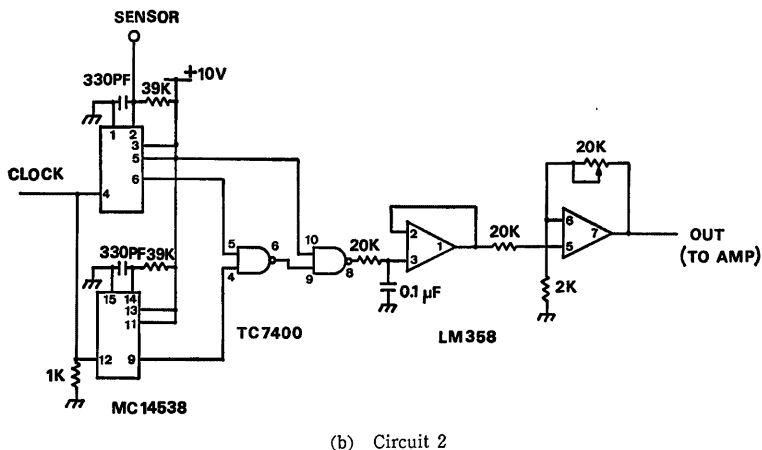 SENSOR
+10V
330PF
39K
1
2
3
5
6
CLOCK
4
20K
330PF
39K
5
6
4
10
9
8
20K
2
3
1
20K
6
5
7
OUT
(TO AMP)
15
14
13
11
0.1 μF
2K
TC7400
LM358
12
9
1K
MC14538
(b) Circuit 2